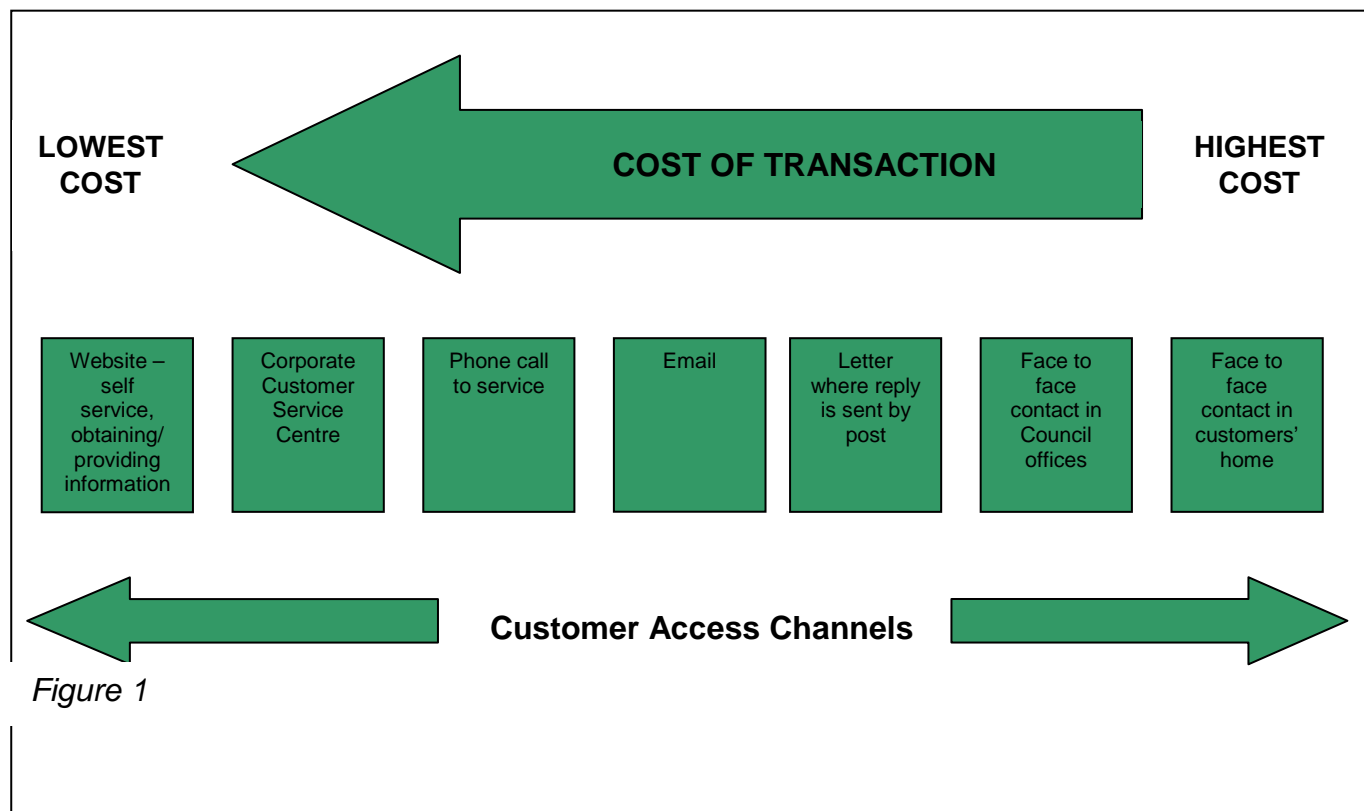 LOWEST
COST
COST OF TRANSACTION
HIGHEST
COST
Website –
self
service,
obtaining/
providing
information
Corporate
Customer
Service
Centre
Phone call
to service
Email
Letter
where reply
is sent by
post
Face to
face
contact in
Council
offices
Face to
face
contact in
customers’
home
Customer Access Channels
Figure 1